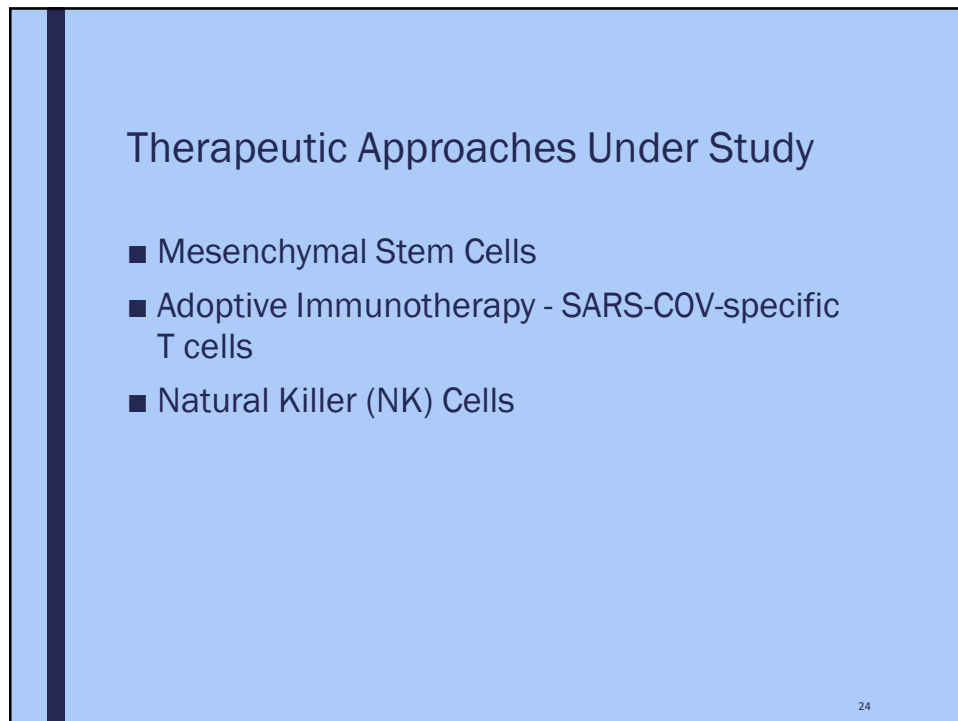 Therapeutic Approaches Under Study
■ Mesenchymal Stem Cells
■ Adoptive Immunotherapy - SARS-COV-specific
T cells
■ Natural Killer (NK) Cells
24